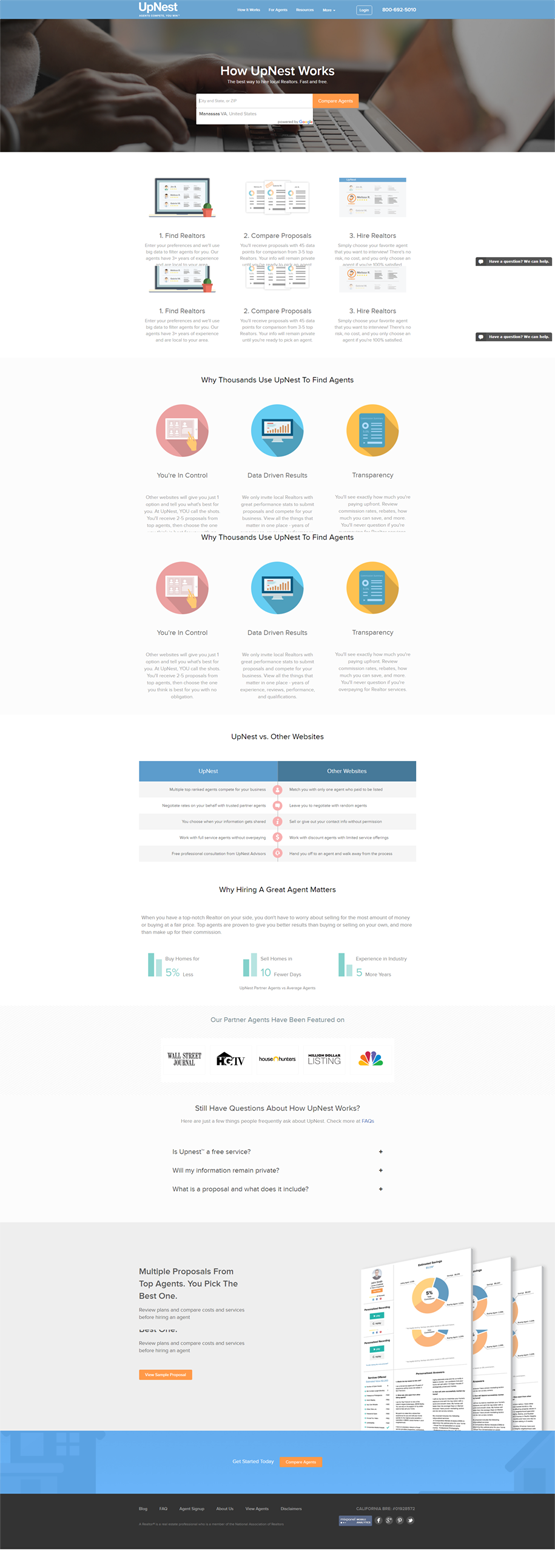 UpNest
How It Works
For Agents
Resources
More
Login
800-692-5010
How UpNest Works
The best way to find local Realtors. Fast and free.
City and State, or ZIP
Compare Agents
Manassas VA, United States
powered by Google
1. Find Realtors
2. Compare Proposals
3. Hire Realtors
Enter your preferences and we'll use
big data to filter agents for you. Our
agents have 5+ years of experience
and are local to your area
You'll receive proposals with 45 data
points for comparison from 3-5 top
Realtors. Your info will remain private
until you're ready to pick an agent
Simply choose your favorite agent
that you want to interview! There's no
risk, no cost, and you only choose an
agent if you're 100% satisfied.
Have a question? We can help.
1. Find Realtors
2. Compare Proposals
3. Hire Realtors
Enter your preferences and we'll use
big data to filter agents for you. Our
agents have 5+ years of experience
and are local to your area
You'll receive proposals with 45 data
points for comparison from 3-5 top
Realtors. Your info will remain private
until you're ready to pick an agent
Simply choose your favorite agent
that you want to interview! There's no
risk, no cost, and you only choose an
agent if you're 100% satisfied.
Have a question? We can help.
Why Thousands Use UpNest To Find Agents
You're In Control
Data Driven Results
Transparency
Other websites will give you just 1
option and tell you what's best for
you. At UpNest, YOU call the shots.
You'll receive 2-5 proposals from
top agents, then choose the one
We only invite local Realtors with
great performance stats to submit
proposals and compete for your
business. View all the things that
matter in one place - years of
You'll see exactly how much you're
paying upfront. Review
commission rates, rebates, how
much you can save, and more.
You'll never question if you're
Why Thousands Use UpNest To Find Agents
You're In Control
Data Driven Results
Transparency
Other websites will give you just 1
option and tell you what's best for
you. At UpNest, YOU call the shots.
You'll receive 2-5 proposals from
top agents, then choose the one
you think is best for you with no
obligation.
We only invite local Realtors with
great performance stats to submit
proposals and compete for your
business. View all the things that
matter in one place - years of
experience, reviews, performance,
and qualifications.
You'll see exactly how much you're
paying upfront. Review
commission rates, rebates, how
much you can save, and more.
You'll never question if you're
overpaying for Realtor services.
UpNest vs. Other Websites
UpNest
Other Websites
Multiple top ranked agents compete for your business
Match you with only one agent who paid to be listed
Negotiate rates on your behalf with trusted partner agents
Leave you to negotiate with random agents
You choose when your information gets shared
Sell or give out your contact info without permission
Work with full service agents without overpaying
Work with discount agents with limited service offerings
Free professional consultation from UpNest Advisors
Hand you off to an agent and walk away from the process
Why Hiring A Great Agent Matters
When you have a top-notch Realtor on your side, you don't have to worry about selling for the most amount of money
or buying at a fair price. Top agents are proven to give you better results than buying or selling on your own, and more
than make up for their commission.
Buy Homes for
5% Less
Sell Homes in
10 Fewer Days
Experience in Industry
5 More Years
UpNest Partner Agents vs Average Agents
Our Partner Agents Have Been Featured on
WALL STREET
JOURNAL
HGTV
house hunters
MILLION DOLLAR
LISTING
Still Have Questions About How UpNest Works?
Here are just a few things people frequently ask about UpNest. Check more at FAQs
Is Upnest™ a free service?
+
Will my information remain private?
+
What is a proposal and what does it include?
+
Multiple Proposals From
Top Agents. You Pick The
Best One.
Review plans and compare costs and services
before hiring an agent
Best One.
Review plans and compare costs and services
before hiring an agent
View Sample Proposal
5%
Get Started Today
Compare Agents
Blog
FAQ
Agent Signup
About Us
View Agents
Disclaimers